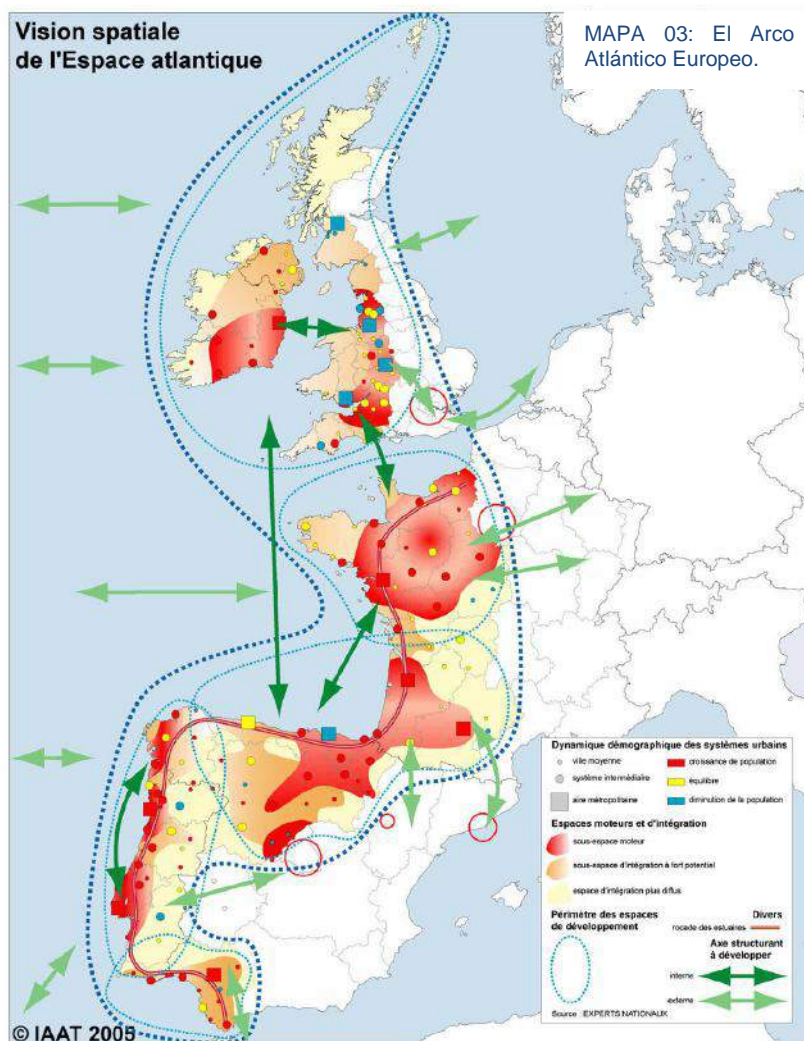 Vision spatiale
de l'Espace atlantique
MAPA 03: El Arco
Atlántico Europeo.
Dynamique démographique des systèmes urbains
ville moyenne
système intermédiaire
aire métropolitaine
croissance de population
équilibre
diminution de la population
Espaces moteurs et d'intégration
sous-espace moteur
sous-espace d'intégration à fort potentiel
espace d'intégration plus diffus
Périmètre des espaces
de développement
Divers
rocade des estuaires
Axe structurant
à développer
interne
externe
Source : EXPERTS NATIONAUX
© IAAT 2005